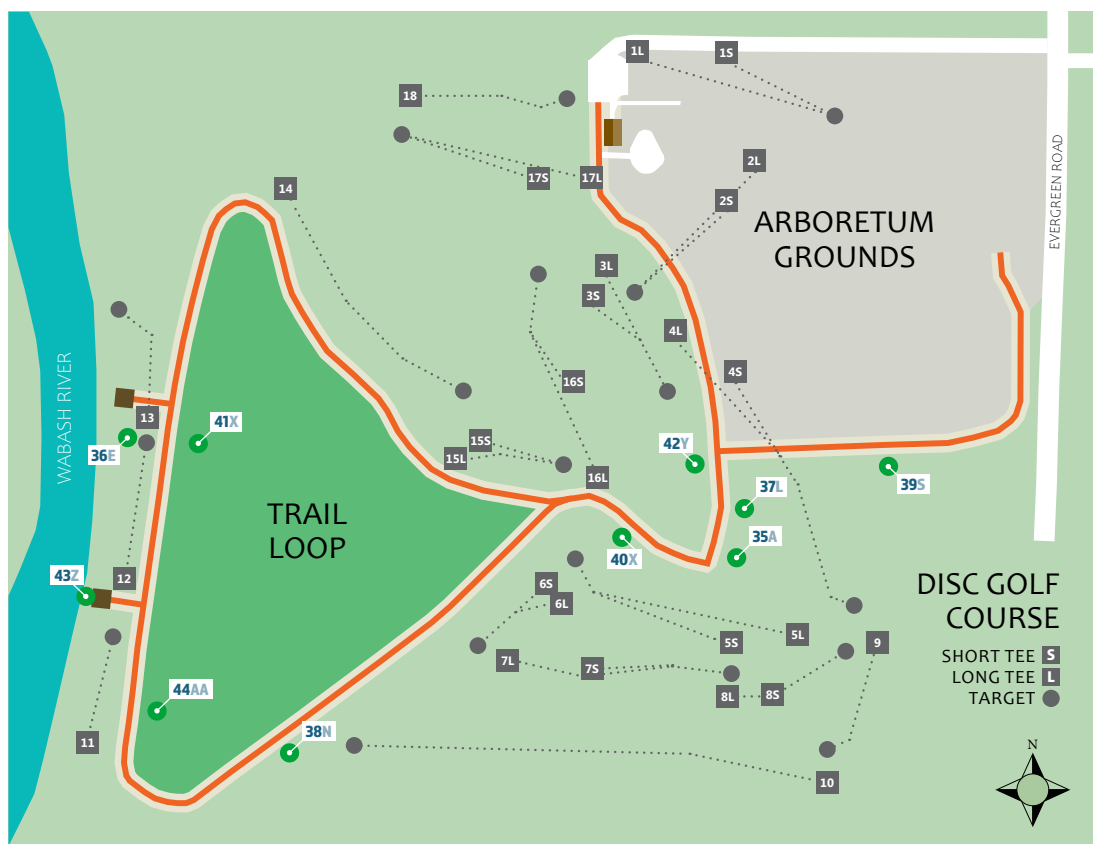 1L
1S
18
2L
17S
17L
14
2S
ARBORETUM
GROUNDS
EVERGREEN ROAD
3L
3S
4L
4S
16S
WABASH RIVER
13
41X
36E
15S
15L
42Y
16L
39S
37L
TRAIL
LOOP
35A
40X
43Z
12
6S
6L
DISC GOLF
COURSE
5L
5S
9
SHORT TEE S
LONG TEE L
TARGET
7L
7S
8L
8S
44AA
38N
11
10
N